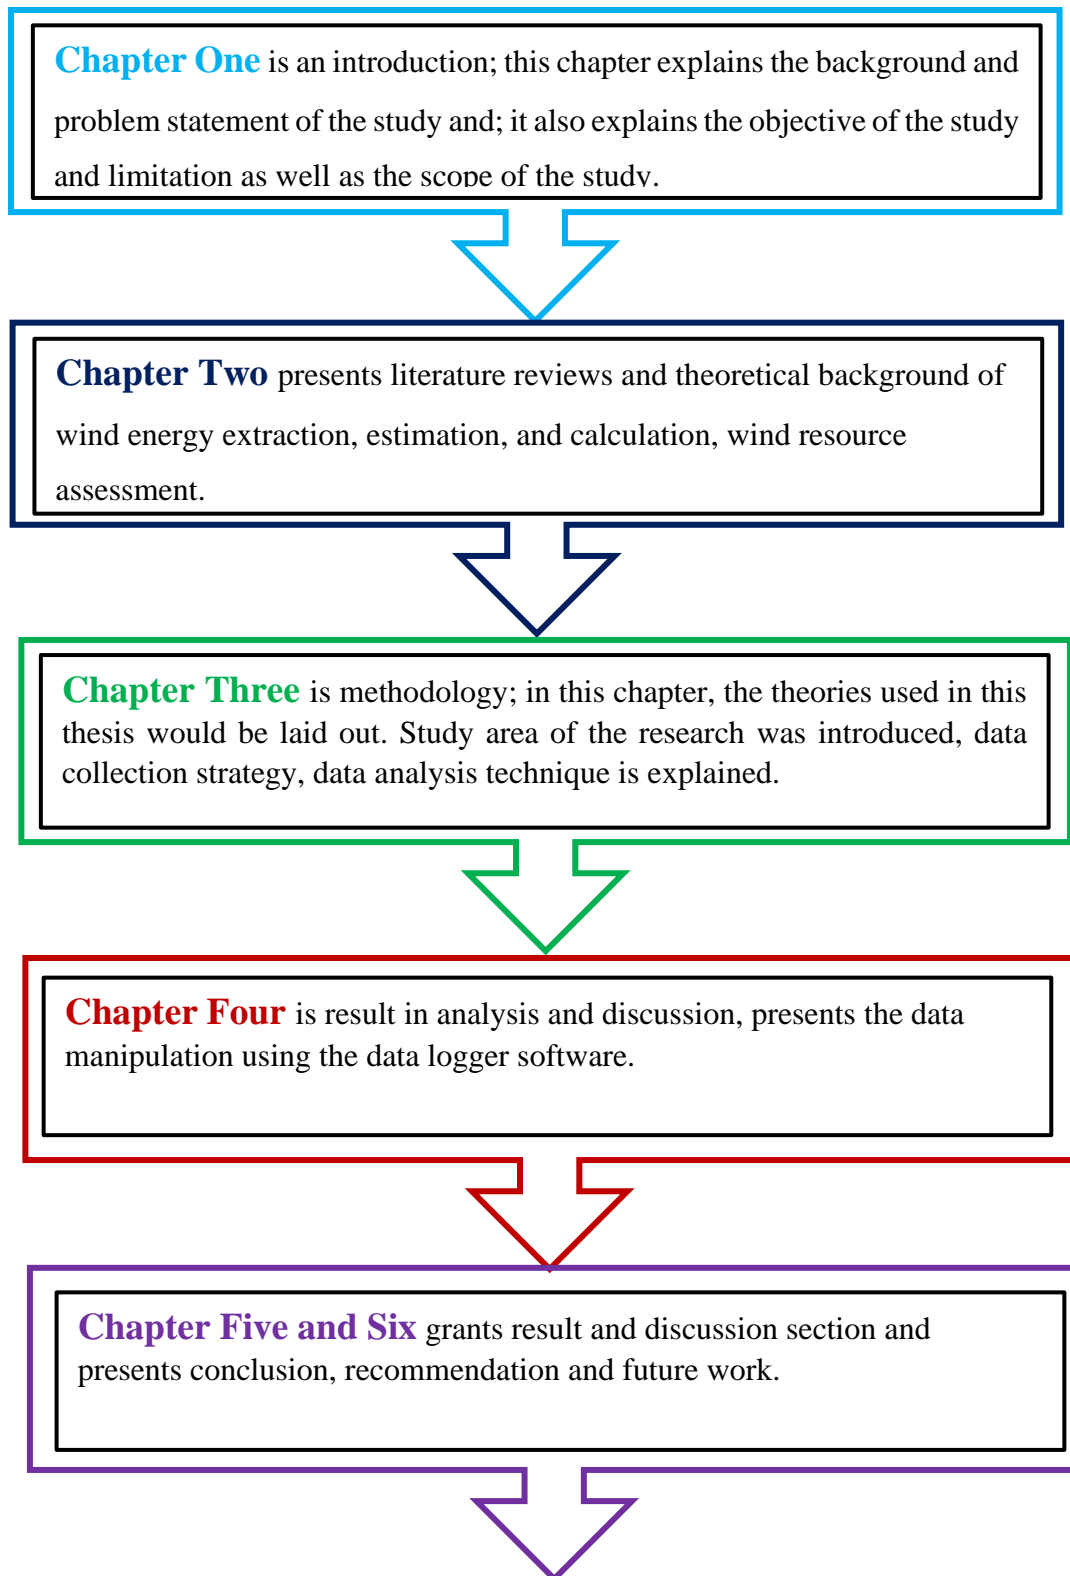 Chapter One is an introduction; this chapter explains the background and
problem statement of the study and; it also explains the objective of the study
and limitation as well as the scope of the study.
Chapter Two presents literature reviews and theoretical background of
wind energy extraction, estimation, and calculation, wind resource
assessment.
Chapter Three is methodology; in this chapter, the theories used in this
thesis would be laid out. Study area of the research was introduced, data
collection strategy, data analysis technique is explained.
Chapter Four is result in analysis and discussion, presents the data
manipulation using the data logger software.
Chapter Five and Six grants result and discussion section and
presents conclusion, recommendation and future work.